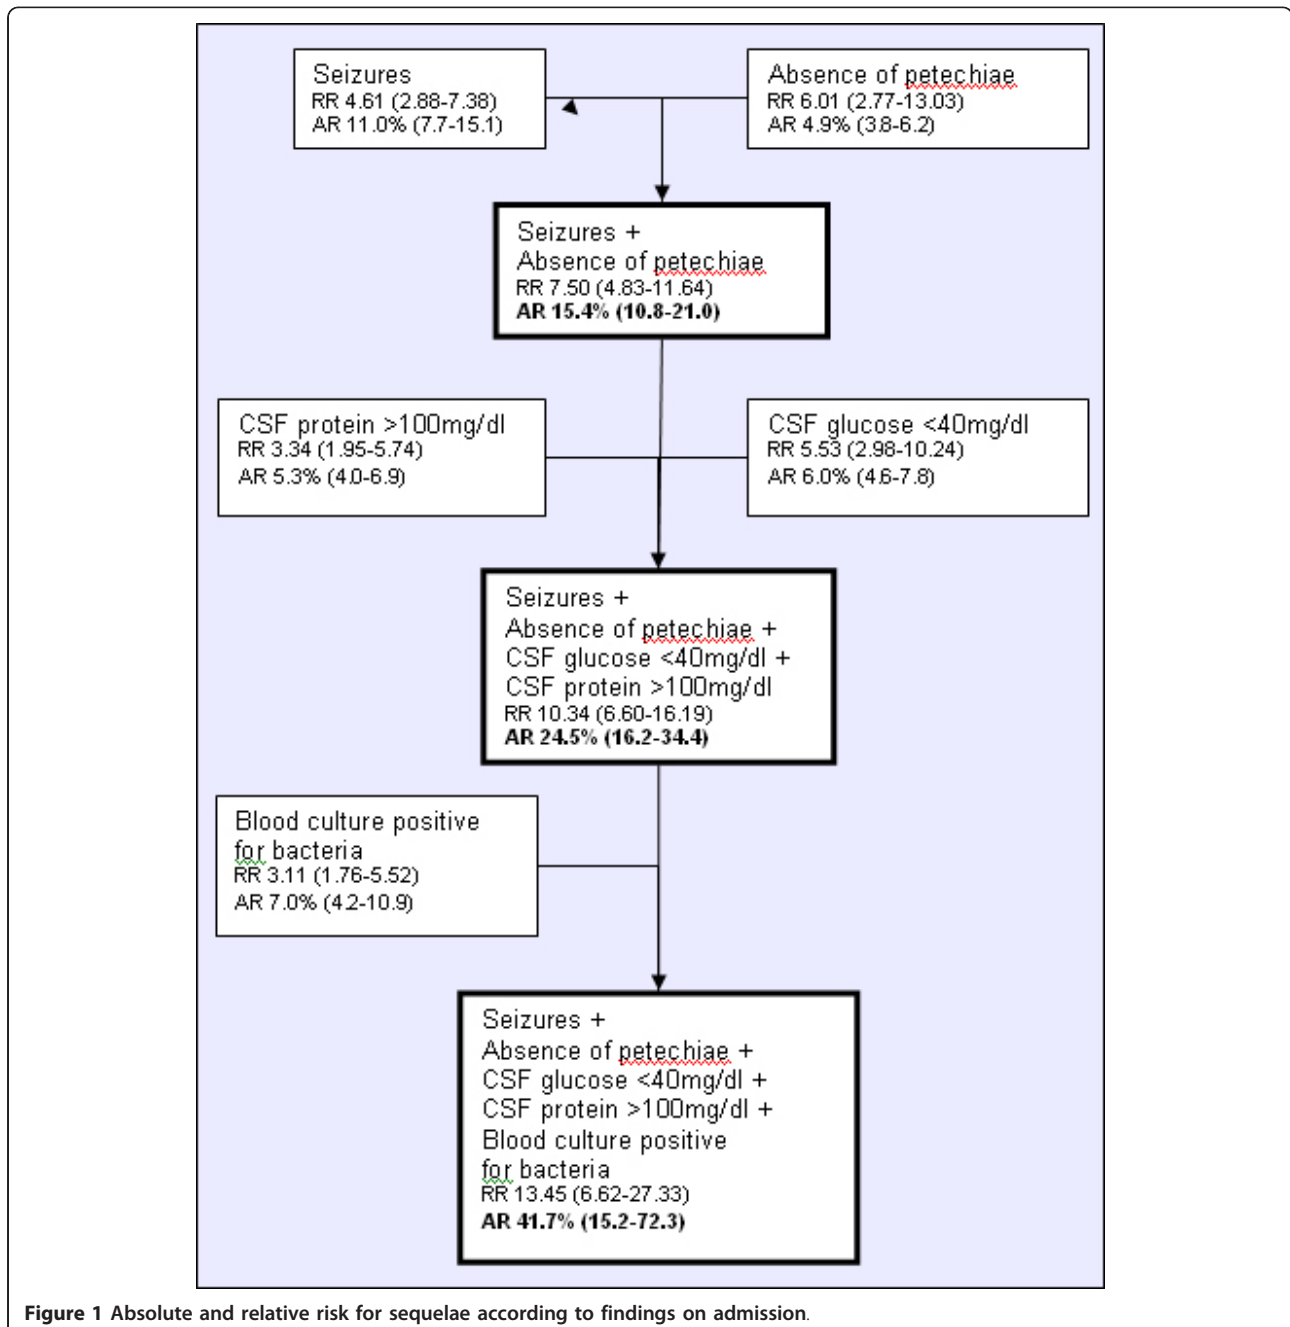 Seizures
RR 4.61 (2.88-7.38)
AR 11.0% (7.7-15.1)
Absence of petechiae
RR 6.01 (2.77-13.03)
AR 4.9% (3.8-6.2)
Seizures +
Absence of petechiae
RR 7.50 (4.83-11.64)
AR 15.4% (10.8-21.0)
CSF protein >100mg/dl
RR 3.34 (1.95-5.74)
AR 5.3% (4.0-6.9)
CSF glucose <40mg/dl
RR 5.53 (2.98-10.24)
AR 6.0% (4.6-7.8)
Seizures +
Absence of petechiae +
CSF glucose <40mg/dl +
CSF protein >100mg/dl
RR 10.34 (6.60-16.19)
AR 24.5% (16.2-34.4)
Blood culture positive
for bacteria
RR 3.11 (1.76-5.52)
AR 7.0% (4.2-10.9)
Seizures +
Absence of petechiae +
CSF glucose <40mg/dl +
CSF protein >100mg/dl +
Blood culture positive
for bacteria
RR 13.45 (6.62-27.33)
AR 41.7% (15.2-72.3)
Figure 1 Absolute and relative risk for sequelae according to findings on admission.